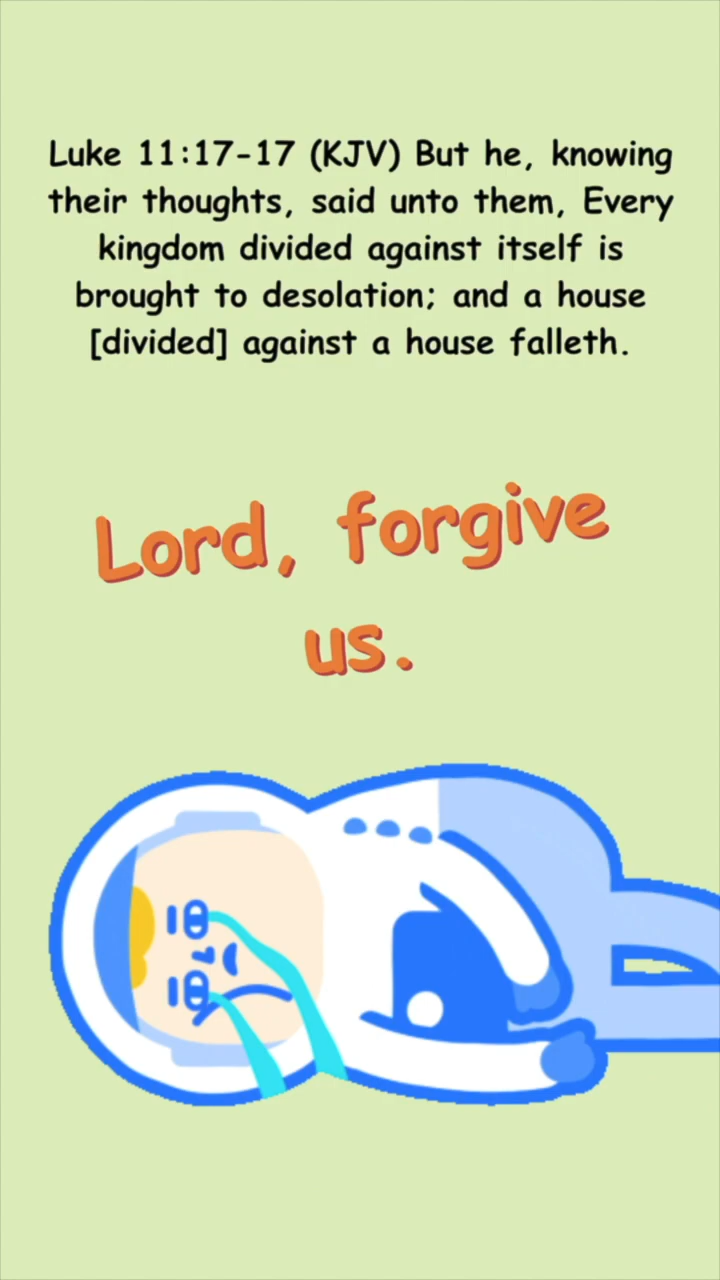 Luke 11:17-17 (KJV) But he, knowing
their thoughts, said unto them, Every
kingdom divided against itself is
brought to desolation; and a house
[divided] against a house falleth.
Lord, forgive
us.